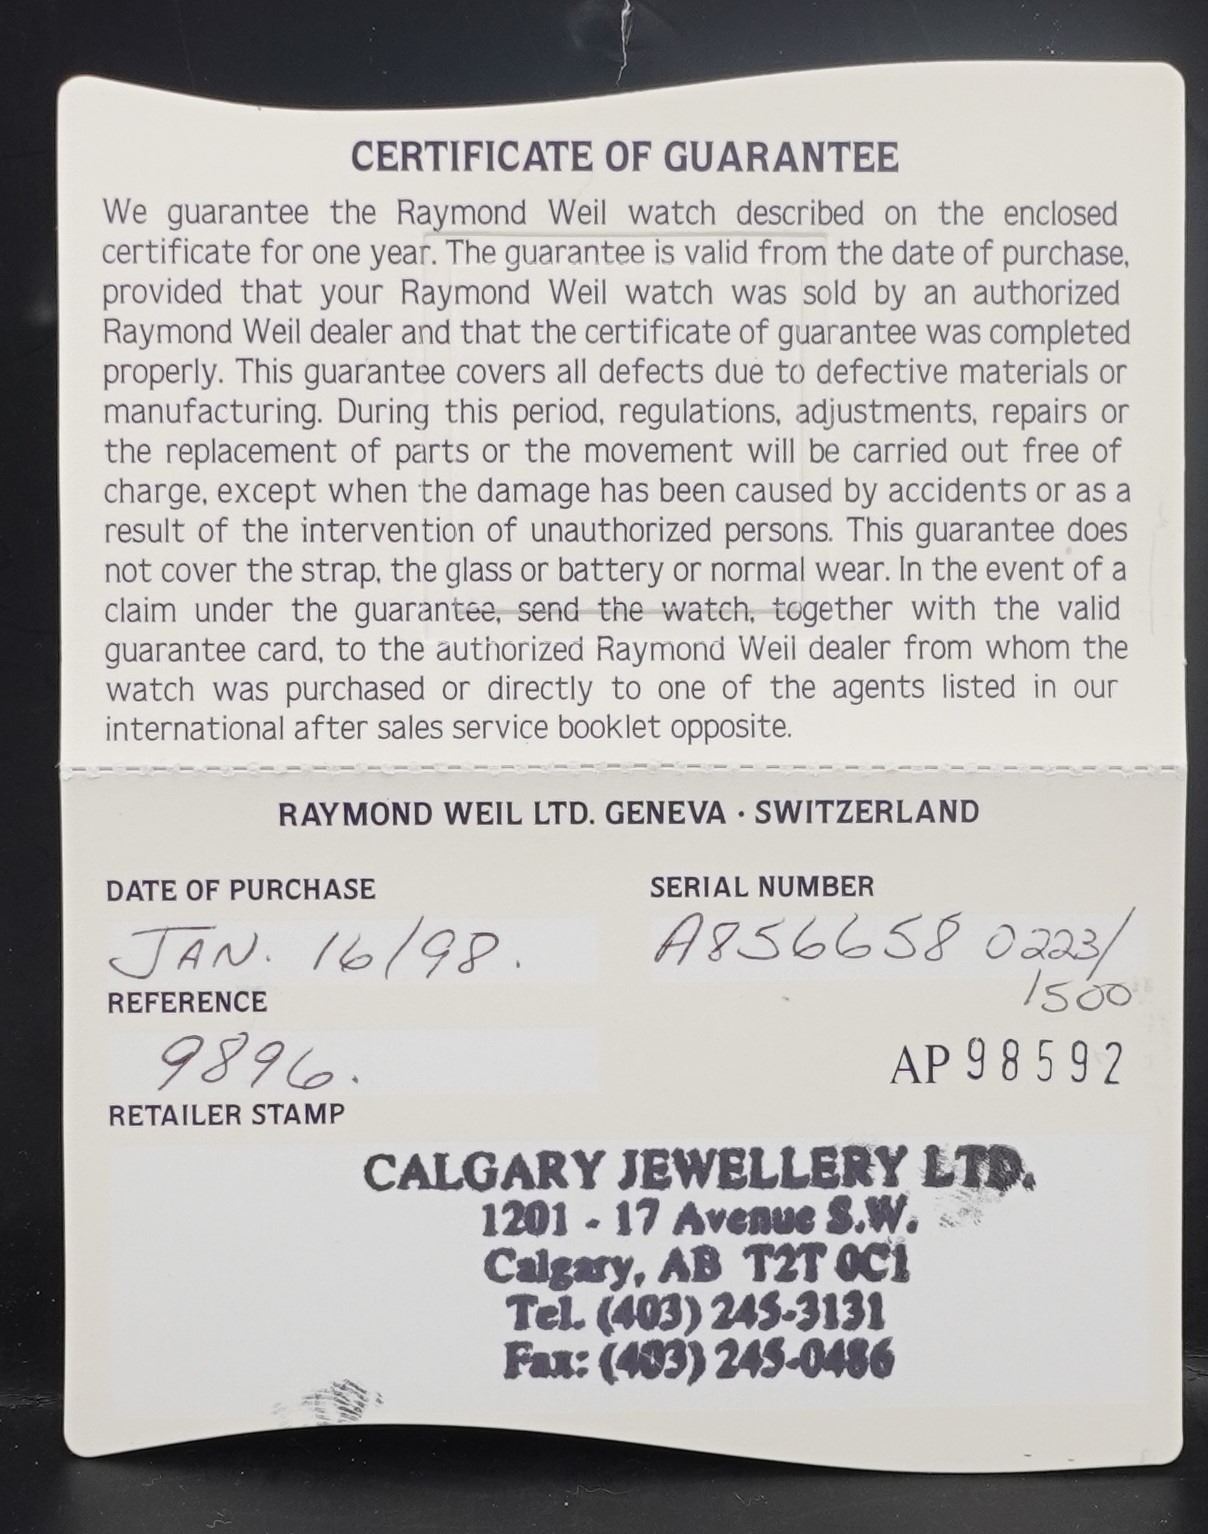 CERTIFICATE OF GUARANTEE
We guarantee the Raymond Weil watch described on the enclosed
certificate for one year. The guarantee is valid from the date of purchase,
provided that your Raymond Weil watch was sold by an authorized
Raymond Weil dealer and that the certificate of guarantee was completed
properly. This guarantee covers all defects due to defective materials or
manufacturing. During this period, regulations, adjustments, repairs or
the replacement of parts or the movement will be carried out free of
charge, except when the damage has been caused by accidents or as a
result of the intervention of unauthorized persons. This guarantee does
not cover the strap, the glass or battery or normal wear. In the event of a
claim under the guarantee, send the watch, together with the valid
guarantee card, to the authorized Raymond Weil dealer from whom the
watch was purchased or directly to one of the agents listed in our
international after sales service booklet opposite.
RAYMOND WEIL LTD. GENEVA · SWITZERLAND
DATE OF PURCHASE
JAN. 16/98.
SERIAL NUMBER
A856658 0223/
1500
REFERENCE
9896.
AP 98592
RETAILER STAMP
CALGARY JEWELLERY LTD.
1201 - 17 Avenue S.W.
Calgary, AB T2T 0C1
Tel. (403) 245-3131
Fax: (403) 245-0486